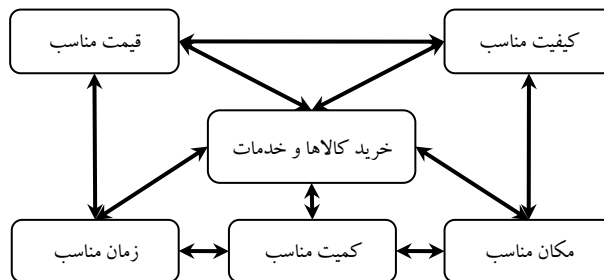 کیفیت مناسب
قیمت مناسب
خرید کالاها و خدمات
مکان مناسب
کمیت مناسب
زمان مناسب